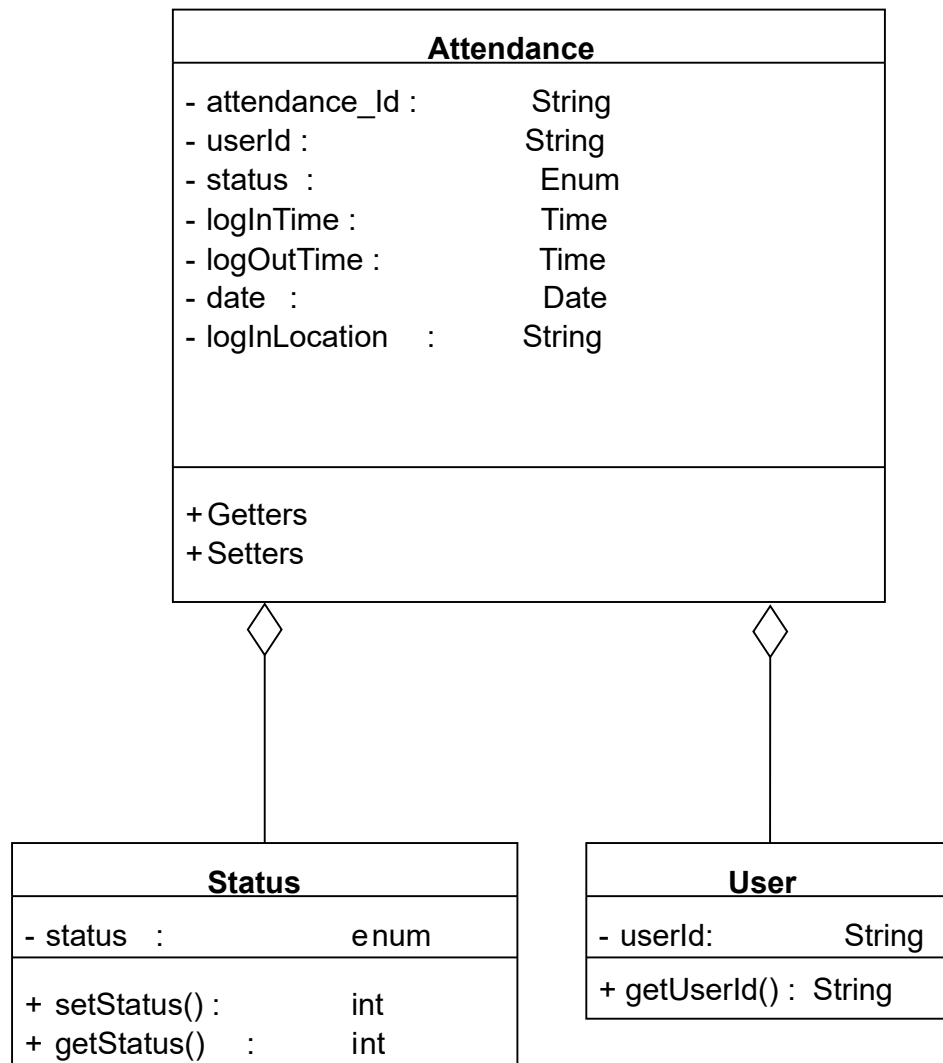 Attendance
- attendance_Id : String
- userId : String
- status : Enum
- logInTime : Time
- logOutTime : Time
- date : Date
- logInLocation : String
+ Getters
+ Setters
Status
- status : enum
+ setStatus() : int
+ getStatus() : int
User
- userId: String
+ getUserId() : String